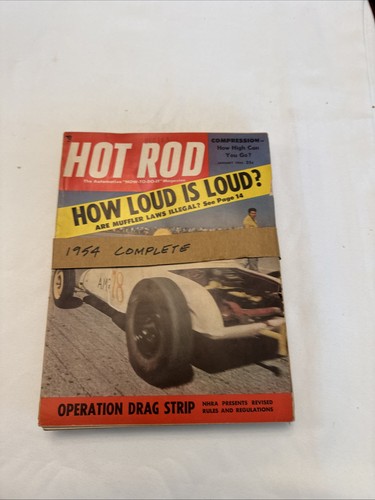 COMPRESSION—
How High Can
You Go?
HOT ROD
The Automotive "HOW-TO-DO-IT" Magazine
HOW LOUD IS LOUD?
ARE MUFFLER LAWS ILLEGAL? See Page 14
1954 COMPLETE
18
OPERATION DRAG STRIP
NHRA PRESENTS REVISED
RULES AND REGULATIONS